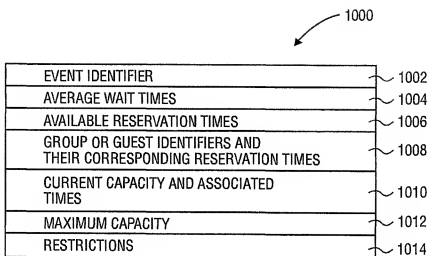 1000
EVENT IDENTIFIER 1002
AVERAGE WAIT TIMES 1004
AVAILABLE RESERVATION TIMES 1006
GROUP OR GUEST IDENTIFIERS AND
THEIR CORRESPONDING RESERVATION TIMES 1008
CURRENT CAPACITY AND ASSOCIATED
TIMES 1010
MAXIMUM CAPACITY 1012
RESTRICTIONS 1014